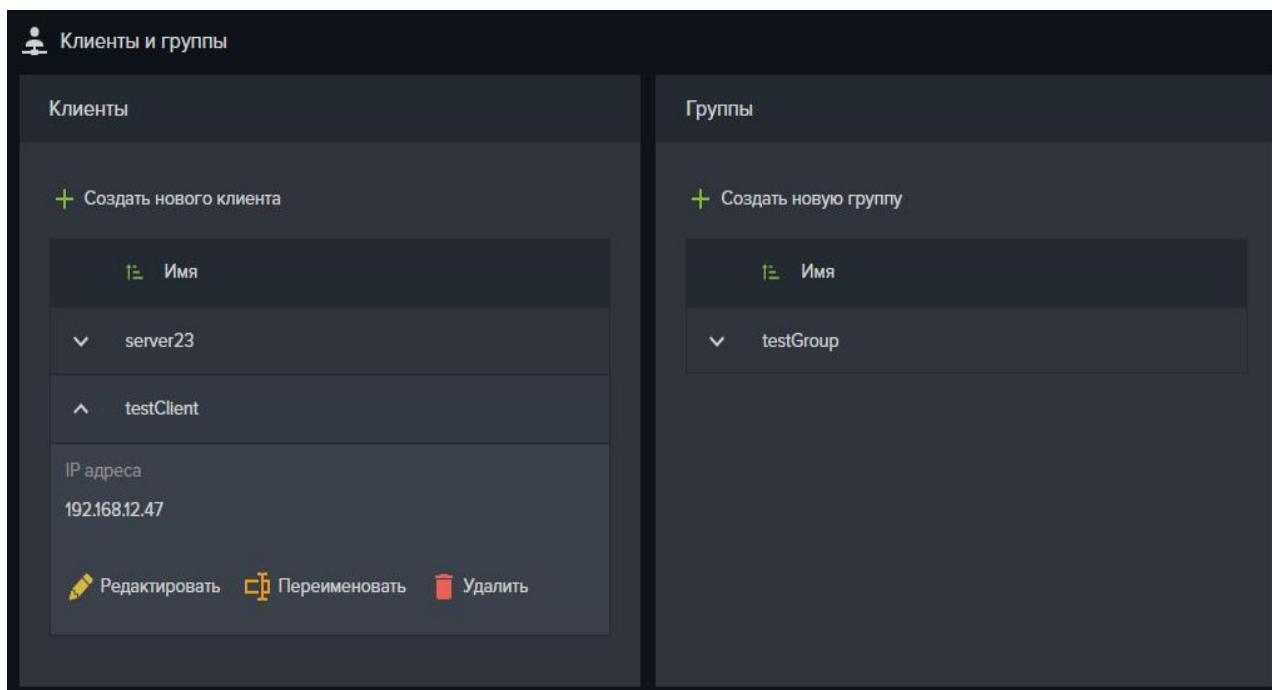 Клиенты и группы
Клиенты
Создать нового клиента
Имя
server23
testClient
IP адреса
192.168.12.47
Редактировать Переименовать Удалить
Группы
Создать новую группу
Имя
testGroup